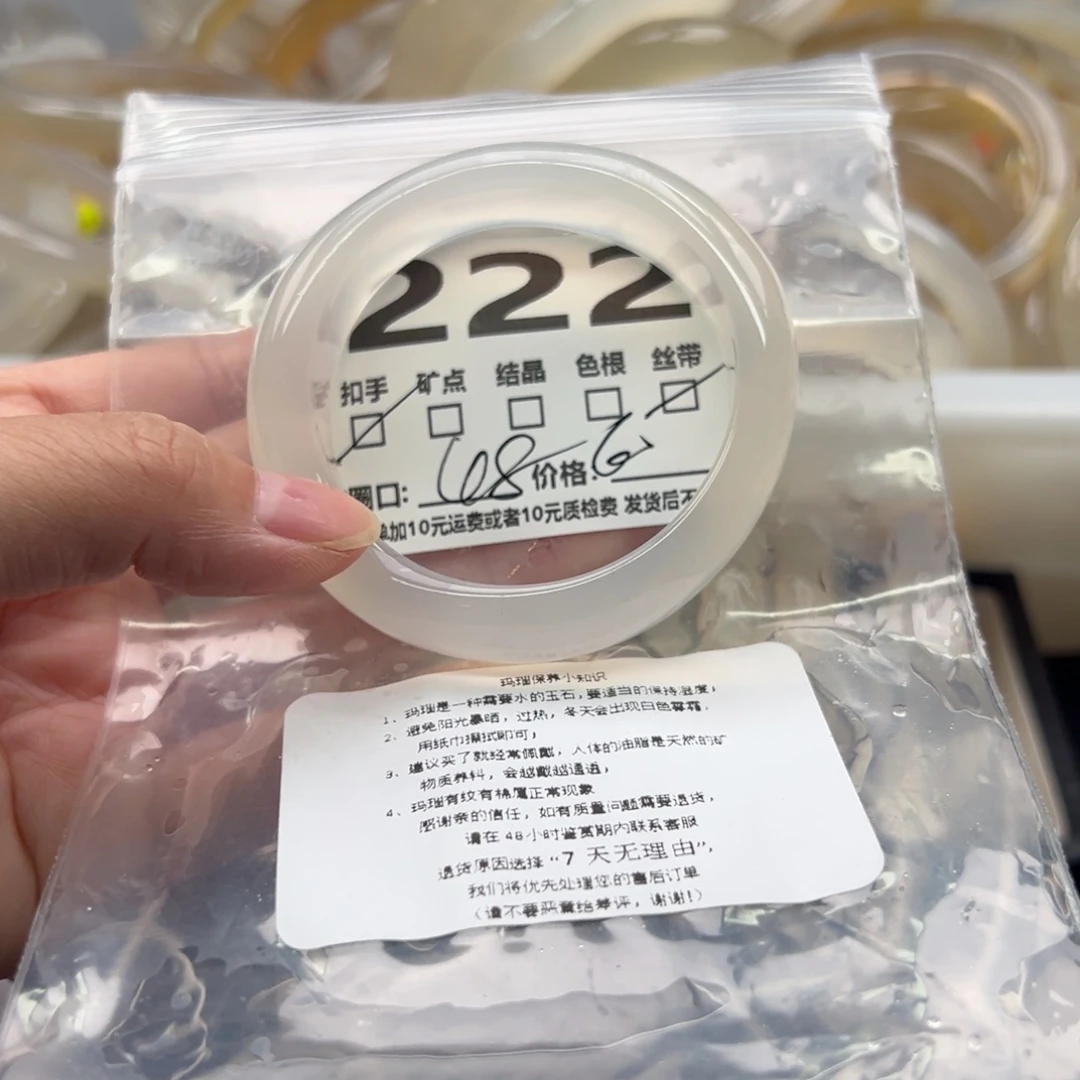 222
扣手 矿点 结晶 色根 丝带
圈口: 68 价格:
加10元运费或者10元质检费 发货后不
玛瑙保养小知识
1、玛瑙是一种需要水的玉石,要适当的保持湿度;
2、避免阳光暴晒,过热,冬天会出现白色雾霜,
用纸巾擦拭即可;
3、建议买了就经常佩戴,人体的油脂是天然的矿
物质养料,会越戴越通透;
4、玛瑙有纹有棉属正常现象
感谢亲的信任,如有质量问题需要退货,
请在48小时鉴赏期内联系客服
退货原因选择“7天无理由”,
我们将优先处理您的售后订单
(请不要恶意给差评,谢谢!)